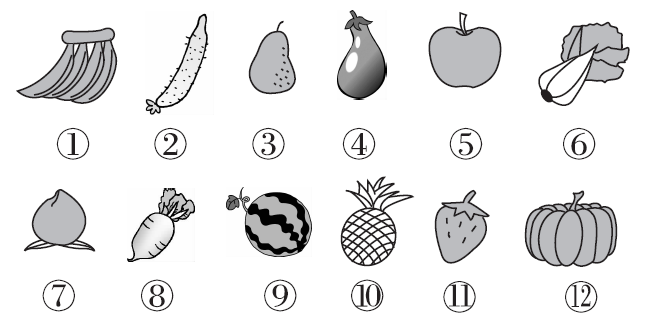 ① ② ③ ④ ⑤ ⑥
⑦ ⑧ ⑨ ⑩ ⑪ ⑫